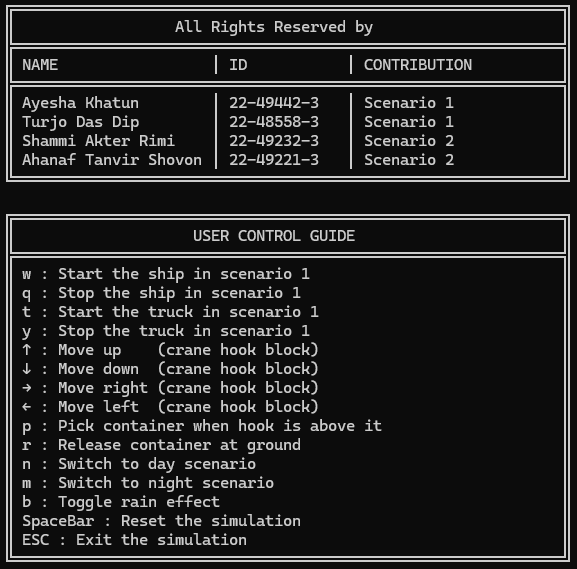 All Rights Reserved by
NAME | ID | CONTRIBUTION
Ayesha Khatun | 22-49442-3 | Scenario 1
Turjo Das Dip | 22-48558-3 | Scenario 1
Shammi Akter Rimi | 22-49232-3 | Scenario 2
Ahanaf Tanvir Shovon | 22-49221-3 | Scenario 2
USER CONTROL GUIDE
w : Start the ship in scenario 1
q : Stop the ship in scenario 1
t : Start the truck in scenario 1
y : Stop the truck in scenario 1
↑ : Move up    (crane hook block)
↓ : Move down  (crane hook block)
→ : Move right (crane hook block)
← : Move left  (crane hook block)
p : Pick container when hook is above it
r : Release container at ground
n : Switch to day scenario
m : Switch to night scenario
b : Toggle rain effect
SpaceBar : Reset the simulation
ESC : Exit the simulation